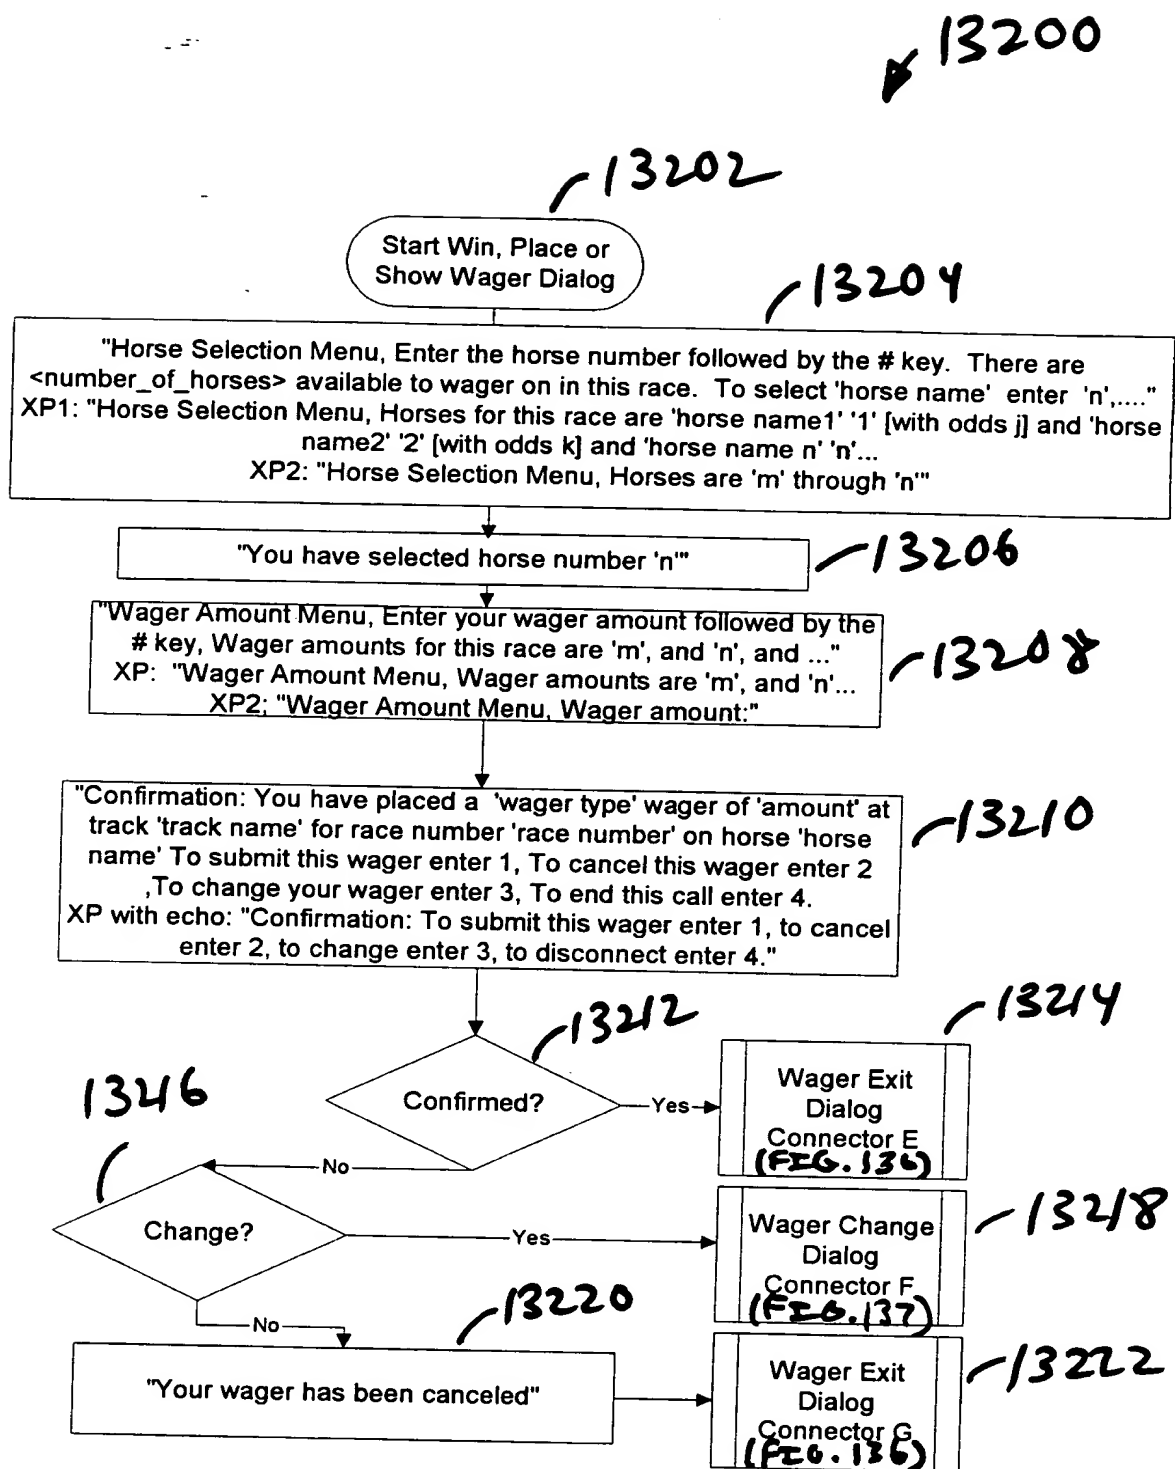 13200
13202
Start Win, Place or
Show Wager Dialog
13204
"Horse Selection Menu, Enter the horse number followed by the # key. There are
<number_of_horses> available to wager on in this race. To select 'horse name' enter 'n',...."
XP1: "Horse Selection Menu, Horses for this race are 'horse name1' '1' [with odds j] and 'horse
name2' '2' [with odds k] and 'horse name n' 'n'...
XP2: "Horse Selection Menu, Horses are 'm' through 'n'"
"You have selected horse number 'n'"
13206
"Wager Amount Menu, Enter your wager amount followed by the
# key, Wager amounts for this race are 'm', and 'n', and ..."
XP: "Wager Amount Menu, Wager amounts are 'm', and 'n'...
XP2; "Wager Amount Menu, Wager amount:"
13208
"Confirmation: You have placed a 'wager type' wager of 'amount' at
track 'track name' for race number 'race number' on horse 'horse
name' To submit this wager enter 1, To cancel this wager enter 2
,To change your wager enter 3, To end this call enter 4.
XP with echo: "Confirmation: To submit this wager enter 1, to cancel
enter 2, to change enter 3, to disconnect enter 4."
13210
13212
Confirmed?
Yes
13214
Wager Exit
Dialog
Connector E
(FIG. 136)
No
13216
Change?
Yes
Wager Change
Dialog
Connector F
(FIG. 137)
13218
No
13220
"Your wager has been canceled"
Wager Exit
Dialog
Connector G
(FIG. 136)
13222